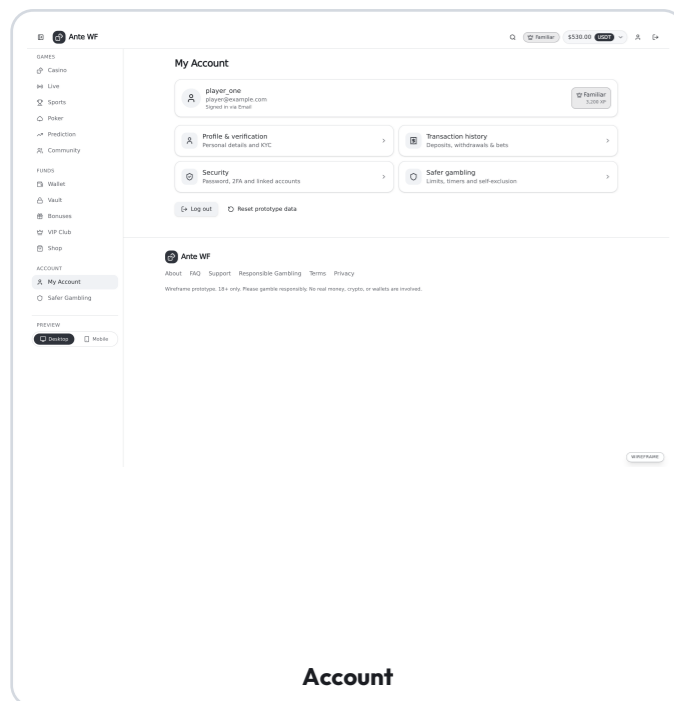 Ante WF
Familiar
$530.00 USDT
GAMES
Casino
Live
Sports
Poker
Prediction
Community
FUNDS
Wallet
Vault
Bonuses
VIP Club
Shop
ACCOUNT
My Account
Safer Gambling
PREVIEW
Desktop
Mobile
My Account
player_one
player@example.com
Signed in via Email
Familiar
3,200 XP
Profile & verification
Personal details and KYC
Transaction history
Deposits, withdrawals & bets
Security
Password, 2FA and linked accounts
Safer gambling
Limits, timers and self-exclusion
Log out
Reset prototype data
Ante WF
About FAQ Support Responsible Gambling Terms Privacy
Wireframe prototype. 18+ only. Please gamble responsibly. No real money, crypto, or wallets are involved.
WIREFRAME
Account